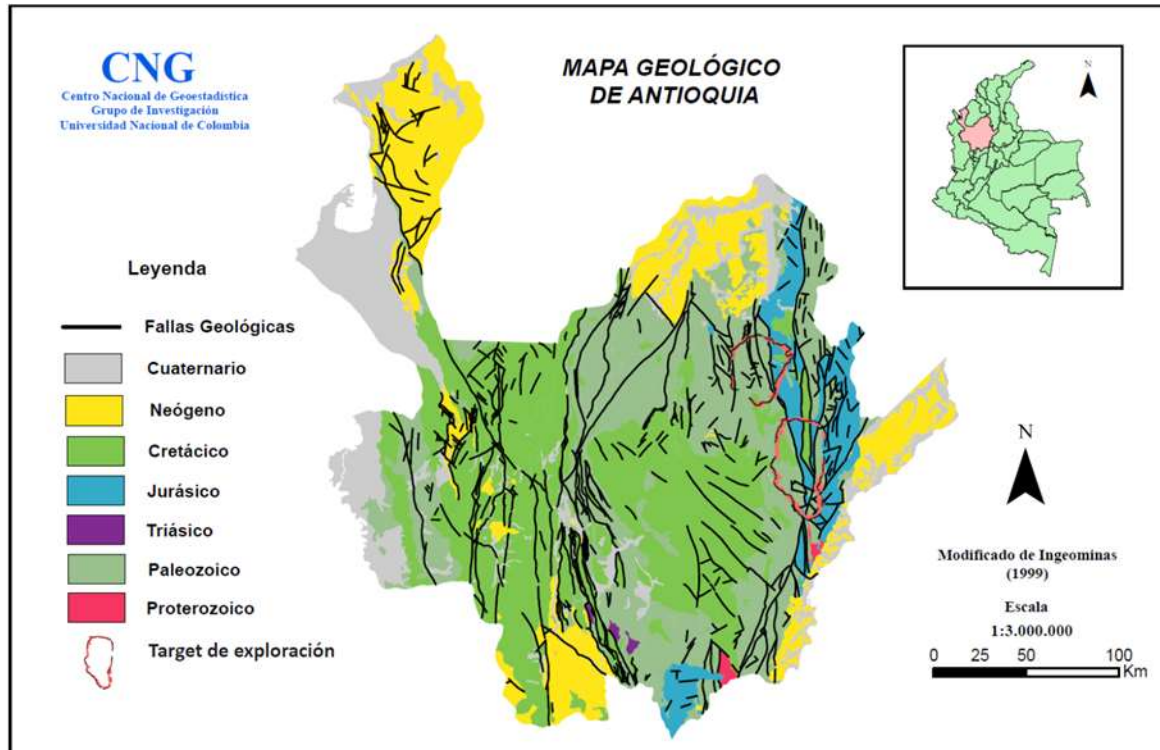 CNG
Centro Nacional de Geoestadística
Grupo de Investigación
Universidad Nacional de Colombia
MAPA GEOLÓGICO
DE ANTIOQUIA
N
Leyenda
Fallas Geológicas
Cuaternario
Neógeno
Cretácico
Jurásico
Triásico
Paleozoico
Proterozoico
Target de exploración
N
Modificado de Ingeominas
(1999)
Escala
1:3.000.000
0 50 100
Km